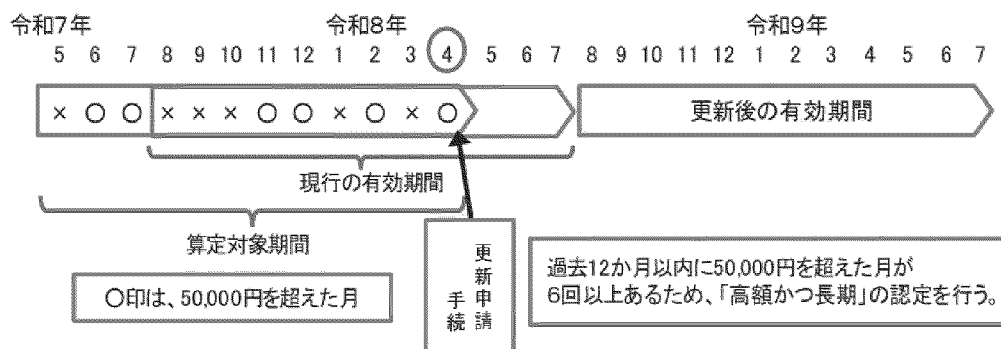 令和7年 令和8年 令和9年
5 6 7 8 9 10 11 12 1 2 3 4 5 6 7 8 9 10 11 12 1 2 3 4 5 6 7
× ○ ○ × × × ○ ○ × ○ × ○ 更新後の有効期間
現行の有効期間
算定対象期間
○印は、50,000円を超えた月
更新申請
手続
過去12か月以内に50,000円を超えた月が
6回以上あるため、「高額かつ長期」の認定を行う。